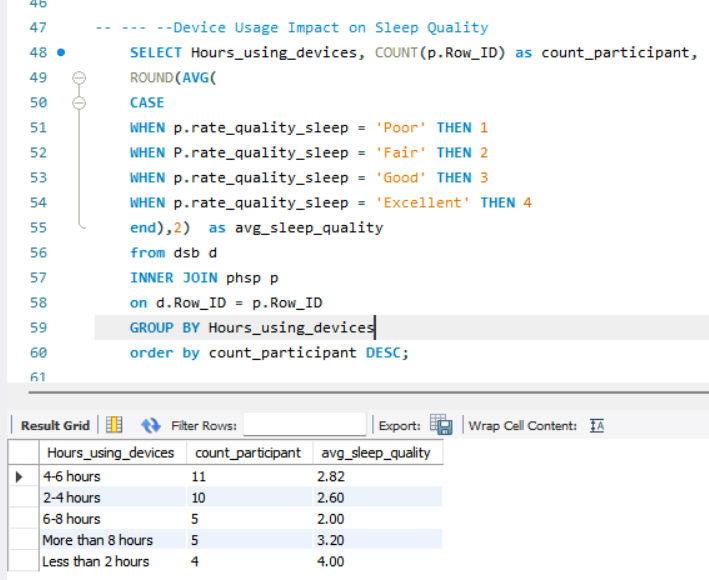 46
47 -- --- --Device Usage Impact on Sleep Quality
48 SELECT Hours_using_devices, COUNT(p.Row_ID) as count_participant,
49 ROUND(AVG(
50 CASE
51 WHEN p.rate_quality_sleep = 'Poor' THEN 1
52 WHEN P.rate_quality_sleep = 'Fair' THEN 2
53 WHEN p.rate_quality_sleep = 'Good' THEN 3
54 WHEN p.rate_quality_sleep = 'Excellent' THEN 4
55 end),2) as avg_sleep_quality
56 from dsb d
57 INNER JOIN phsp p
58 on d.Row_ID = p.Row_ID
59 GROUP BY Hours_using_devices
60 order by count_participant DESC;
61
Result Grid Filter Rows: Export: Wrap Cell Content: IA
Hours_using_devices count_participant avg_sleep_quality
4-6 hours 11 2.82
2-4 hours 10 2.60
6-8 hours 5 2.00
More than 8 hours 5 3.20
Less than 2 hours 4 4.00